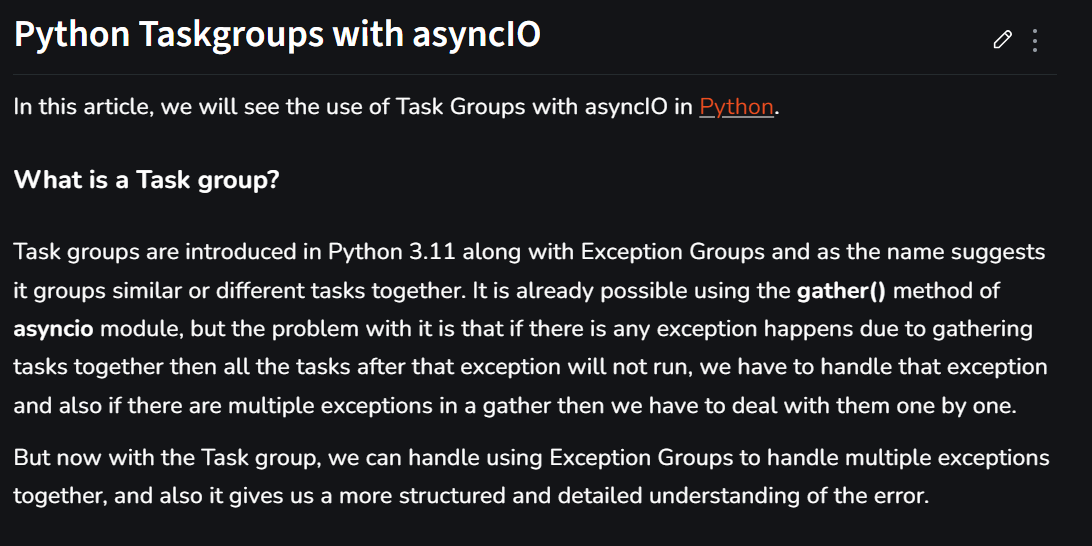 Python Taskgroups with asyncIO
In this article, we will see the use of Task Groups with asyncIO in Python.
What is a Task group?
Task groups are introduced in Python 3.11 along with Exception Groups and as the name suggests
it groups similar or different tasks together. It is already possible using the gather() method of
asyncio module, but the problem with it is that if there is any exception happens due to gathering
tasks together then all the tasks after that exception will not run, we have to handle that exception
and also if there are multiple exceptions in a gather then we have to deal with them one by one.
But now with the Task group, we can handle using Exception Groups to handle multiple exceptions
together, and also it gives us a more structured and detailed understanding of the error.